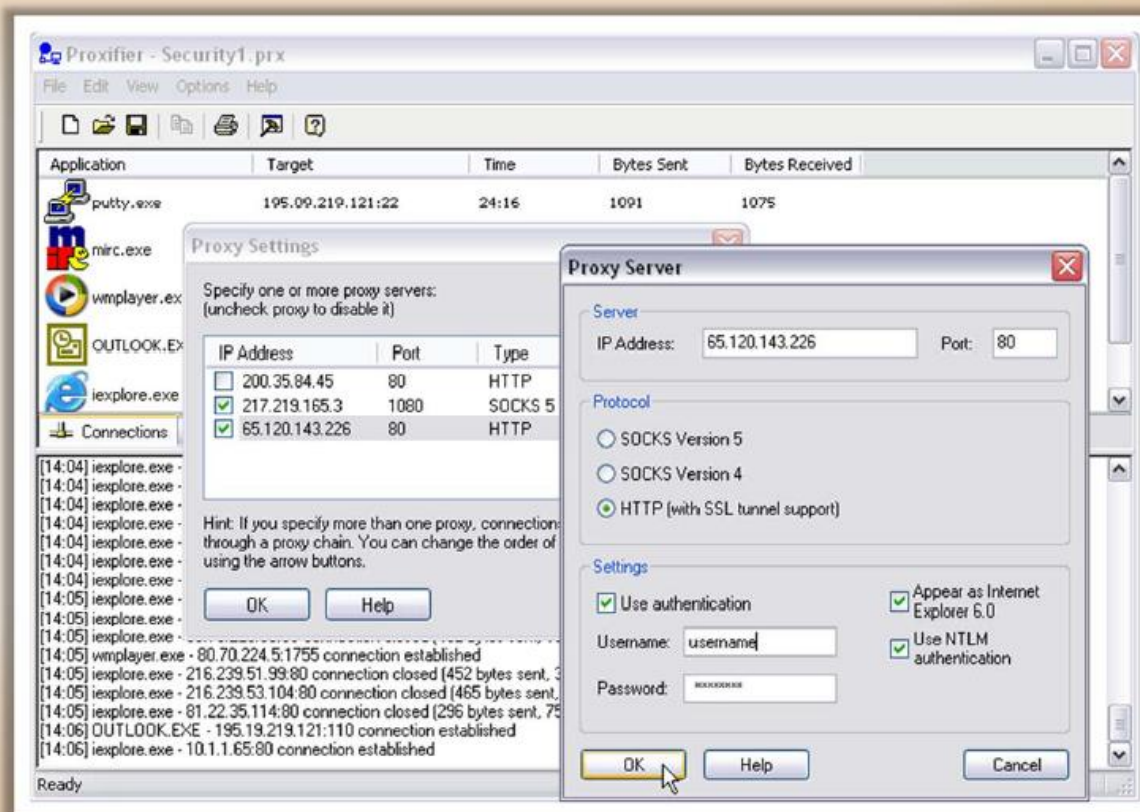 Proxifier - Security1.prx
File Edit View Options Help
Application Target Time Bytes Sent Bytes Received
putty.exe 195.09.219.121:22 24:16 1091 1075
mirc.exe
wmplayer.ex
OUTLOOK.EX
iexplore.exe
Connections
Proxy Settings
Specify one or more proxy servers:
(uncheck proxy to disable it)
IP Address Port Type
200.35.84.45 80 HTTP
217.219.165.3 1080 SOCKS 5
65.120.143.226 80 HTTP
Hint: If you specify more than one proxy, connection
through a proxy chain. You can change the order of
using the arrow buttons.
OK Help
Proxy Server
Server
IP Address: 65.120.143.226 Port: 80
Protocol
SOCKS Version 5
SOCKS Version 4
HTTP (with SSL tunnel support)
Settings
Use authentication
Appear as Internet
Explorer 6.0
Username: username
Use NTLM
authentication
Password: xxxxxxxx
OK Help Cancel
[14:04] iexplore.exe -
[14:04] iexplore.exe -
[14:04] iexplore.exe -
[14:04] iexplore.exe -
[14:04] iexplore.exe -
[14:04] iexplore.exe -
[14:04] iexplore.exe -
[14:05] iexplore.exe -
[14:05] iexplore.exe -
[14:05] iexplore.exe -
[14:05] wmplayer.exe - 80.70.224.5:1755 connection established
[14:05] iexplore.exe - 216.239.51.99:80 connection closed (452 bytes sent, 3
[14:05] iexplore.exe - 216.239.53.104:80 connection closed (465 bytes sent,
[14:05] iexplore.exe - 81.22.35.114:80 connection closed (296 bytes sent, 75
[14:06] OUTLOOK.EXE - 195.19.219.121:110 connection established
[14:06] iexplore.exe - 10.1.1.65:80 connection established
Ready